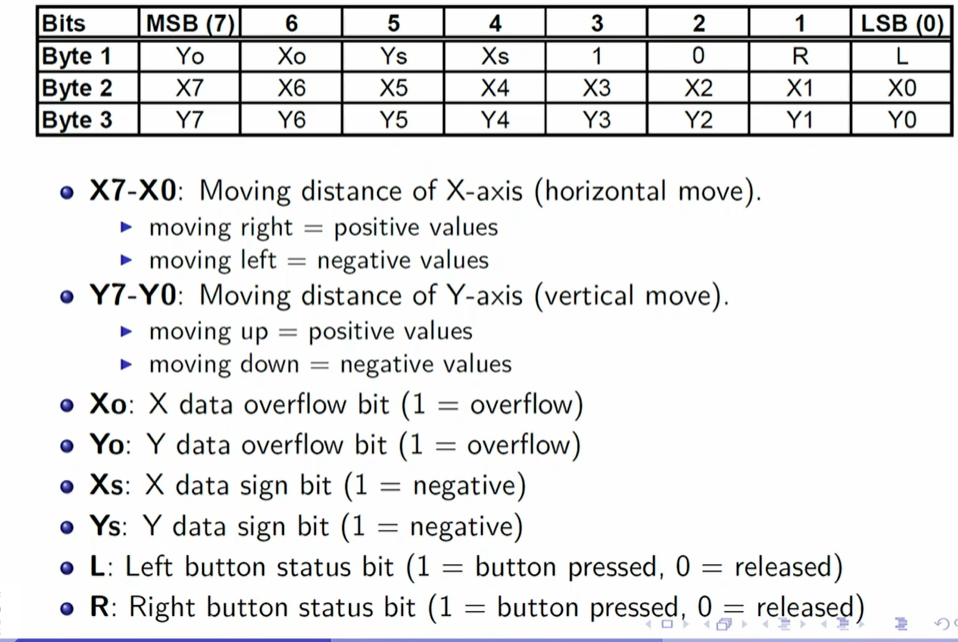 Bits MSB (7) 6 5 4 3 2 1 LSB (0)
Byte 1 Yo Xo Ys Xs 1 0 R L
Byte 2 X7 X6 X5 X4 X3 X2 X1 X0
Byte 3 Y7 Y6 Y5 Y4 Y3 Y2 Y1 Y0
X7-X0: Moving distance of X-axis (horizontal move).
moving right = positive values
moving left = negative values
Y7-Y0: Moving distance of Y-axis (vertical move).
moving up = positive values
moving down = negative values
Xo: X data overflow bit (1 = overflow)
Yo: Y data overflow bit (1 = overflow)
Xs: X data sign bit (1 = negative)
Ys: Y data sign bit (1 = negative)
L: Left button status bit (1 = button pressed, 0 = released)
R: Right button status bit (1 = button pressed, 0 = released)